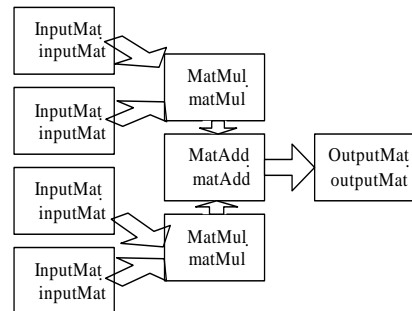 InputMat.
inputMat
InputMat.
inputMat
InputMat.
inputMat
InputMat.
inputMat
MatMul.
matMul
MatAdd.
matAdd
MatMul.
matMul
OutputMat.
outputMat